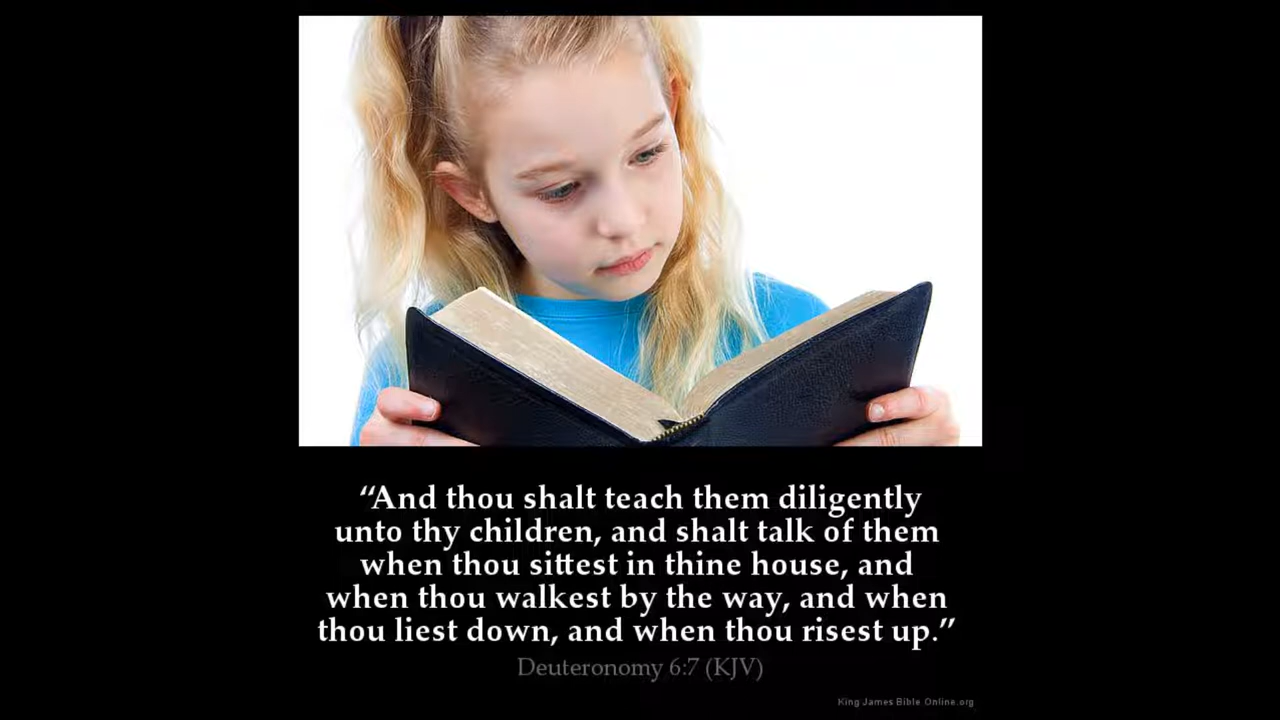 “And thou shalt teach them diligently
unto thy children, and shalt talk of them
when thou sittest in thine house, and
when thou walkest by the way, and when
thou liest down, and when thou risest up.”
Deuteronomy 6:7 (KJV)
King James Bible Online.org